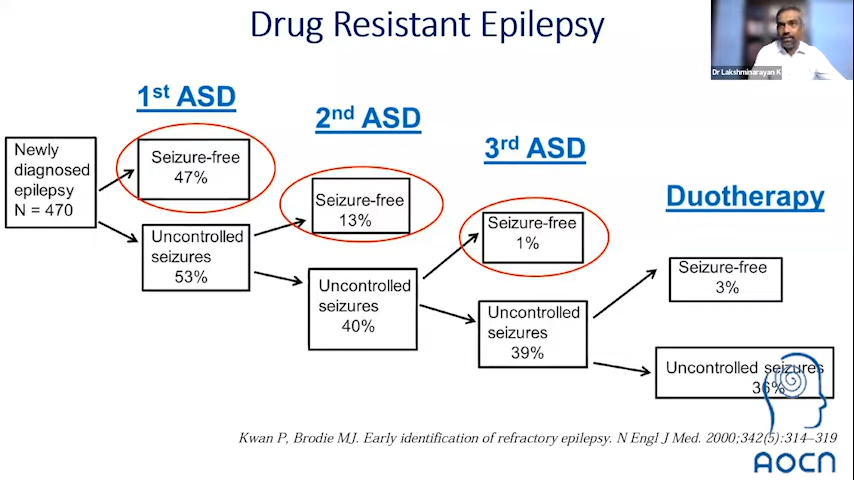 Drug Resistant Epilepsy
Dr Lakshminarayan K
1st ASD
2nd ASD
3rd ASD
Duotherapy
Newly
diagnosed
epilepsy
N = 470
Seizure-free
47%
Uncontrolled
seizures
53%
Seizure-free
13%
Uncontrolled
seizures
40%
Seizure-free
1%
Uncontrolled
seizures
39%
Seizure-free
3%
Uncontrolled seizures
36%
Kwan P, Brodie MJ. Early identification of refractory epilepsy. N Engl J Med. 2000;342(5):314–319
AOCN